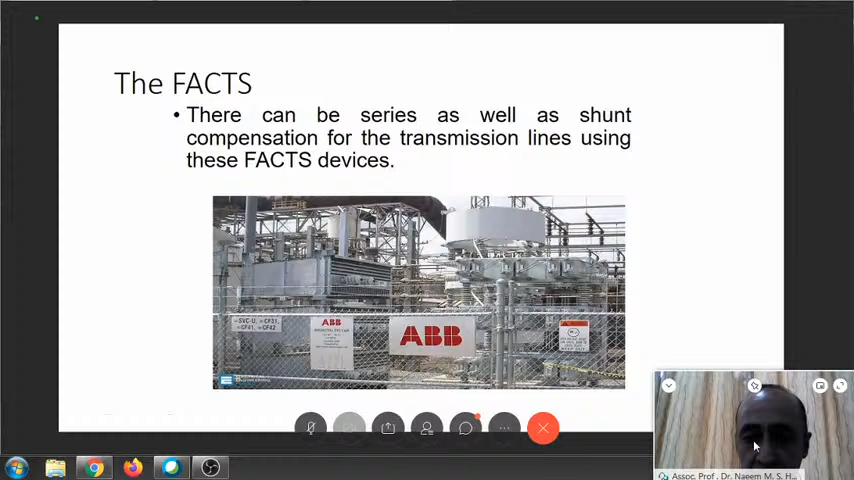 The FACTS
• There can be series as well as shunt
compensation for the transmission lines using
these FACTS devices.
ABB
ABB
Assoc. Prof. Dr. Naeem M. S. H...